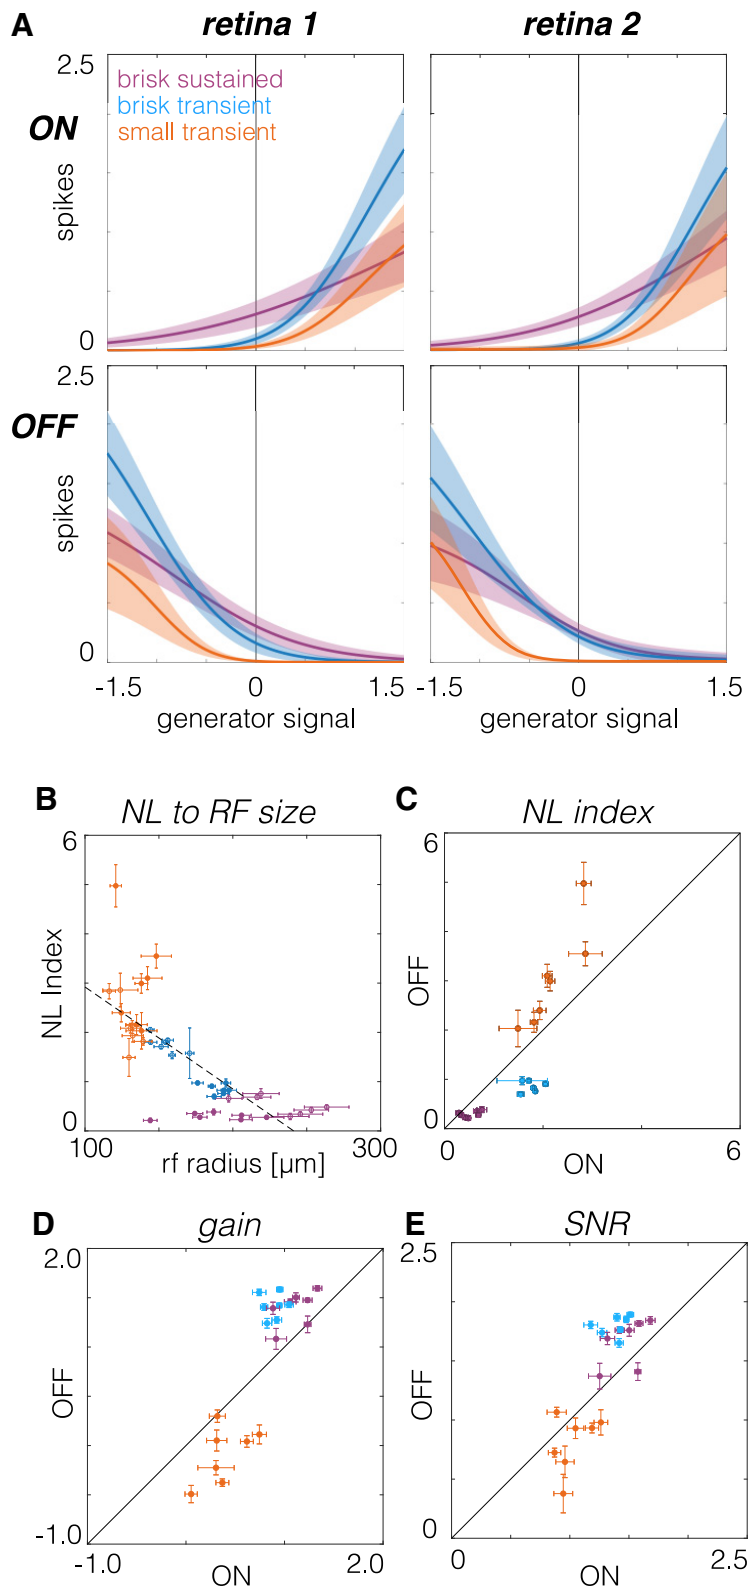 A
retina 1
retina 2
2.5
brisk sustained
brisk transient
small transient
ON
spikes
0
2.5
OFF
spikes
0
-1.5 0 1.5 -1.5 0 1.5
generator signal generator signal
B NL to RF size
6
NL Index
0
100 300
rf radius [µm]
C NL index
6
OFF
0
0 6
ON
D gain
2.0
OFF
-1.0
-1.0 2.0
ON
E SNR
2.5
OFF
0
0 2.5
ON